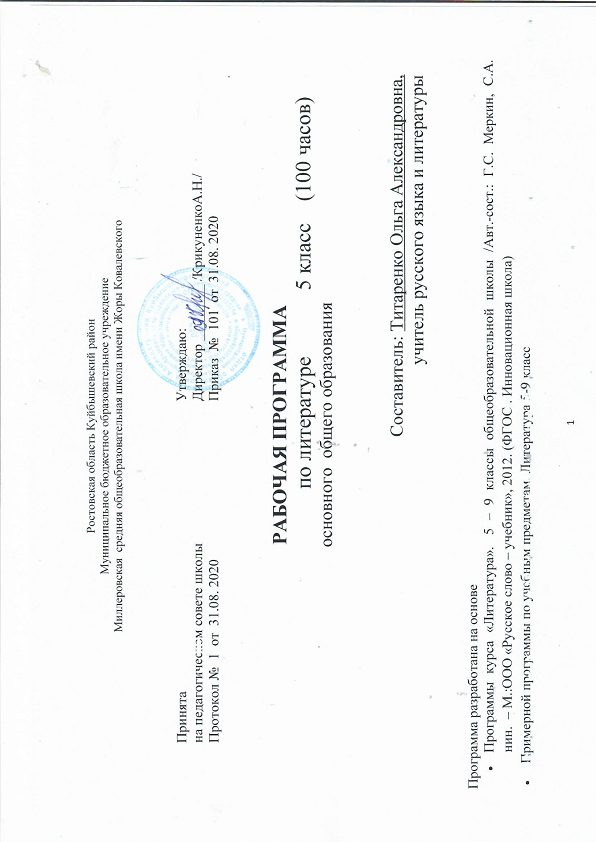 Ростовская область Куйбышевский район
Муниципальное бюджетное образовательное учреждение
Миллеровская средняя общеобразовательная школа имени Жоры Ковалевского
Принята
на педагогическом совете школы
Протокол № 1 от 31.08. 2020
Утверждаю:
Директор /КрикуненкоА.Н./
Приказ № 101 от 31.08. 2020
РАБОЧАЯ ПРОГРАММА
по литературе 5 класс (100 часов)
основного общего образования
Составитель: Титаренко Ольга Александровна,
учитель русского языка и литературы
Программа разработана на основе
• Программы курса «Литература». 5 – 9 классы общеобразовательной школы /Авт.-сост.: Г.С. Меркин, С.А.
нин. – М.:ООО «Русское слово – учебник», 2012. (ФГОС . Инновационная школа)
• Примерной программы по учебным предметам. Литература 5-9 класс
1